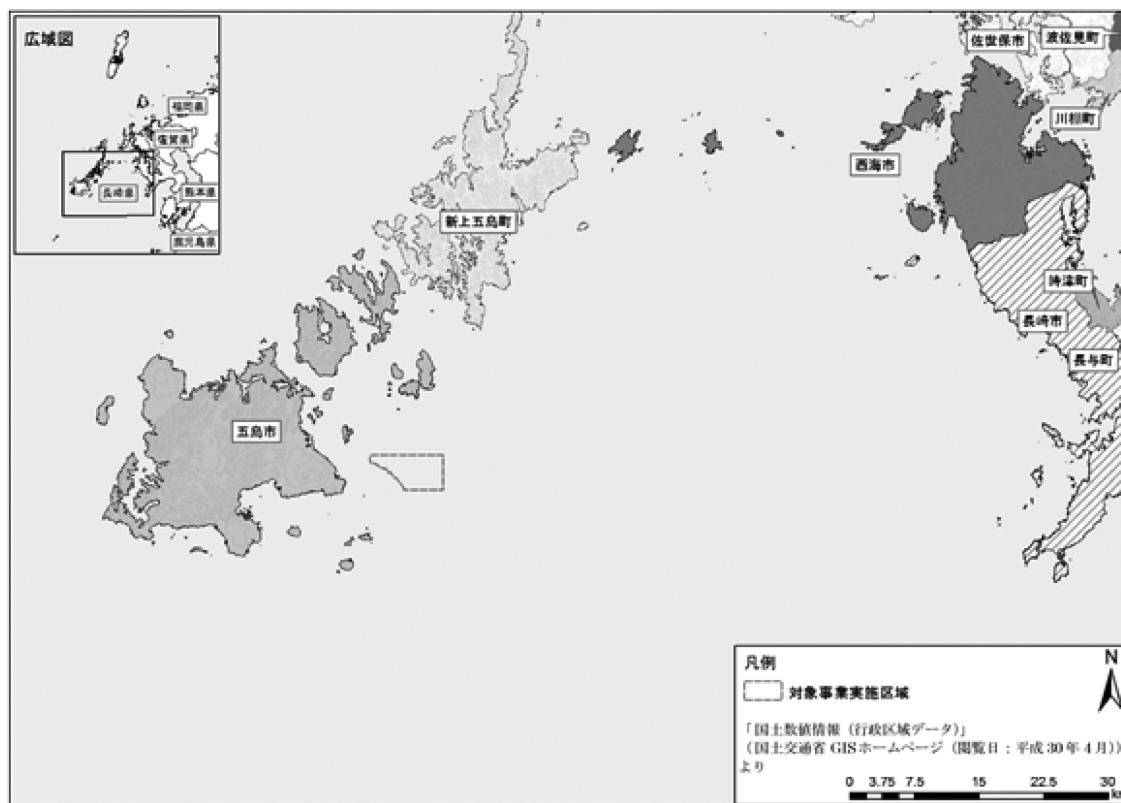 広域図
福岡県
佐賀県
長崎県
熊本県
鹿児島県
佐世保市
波佐見町
川棚町
西海市
新上五島町
時津町
長崎市
長与町
五島市
凡例
N
対象事業実施区域
「国土数値情報（行政区域データ）」
（国土交通省 GISホームページ（閲覧日：平成 30 年 4 月））
より
0 3.75 7.5 15 22.5 30
km